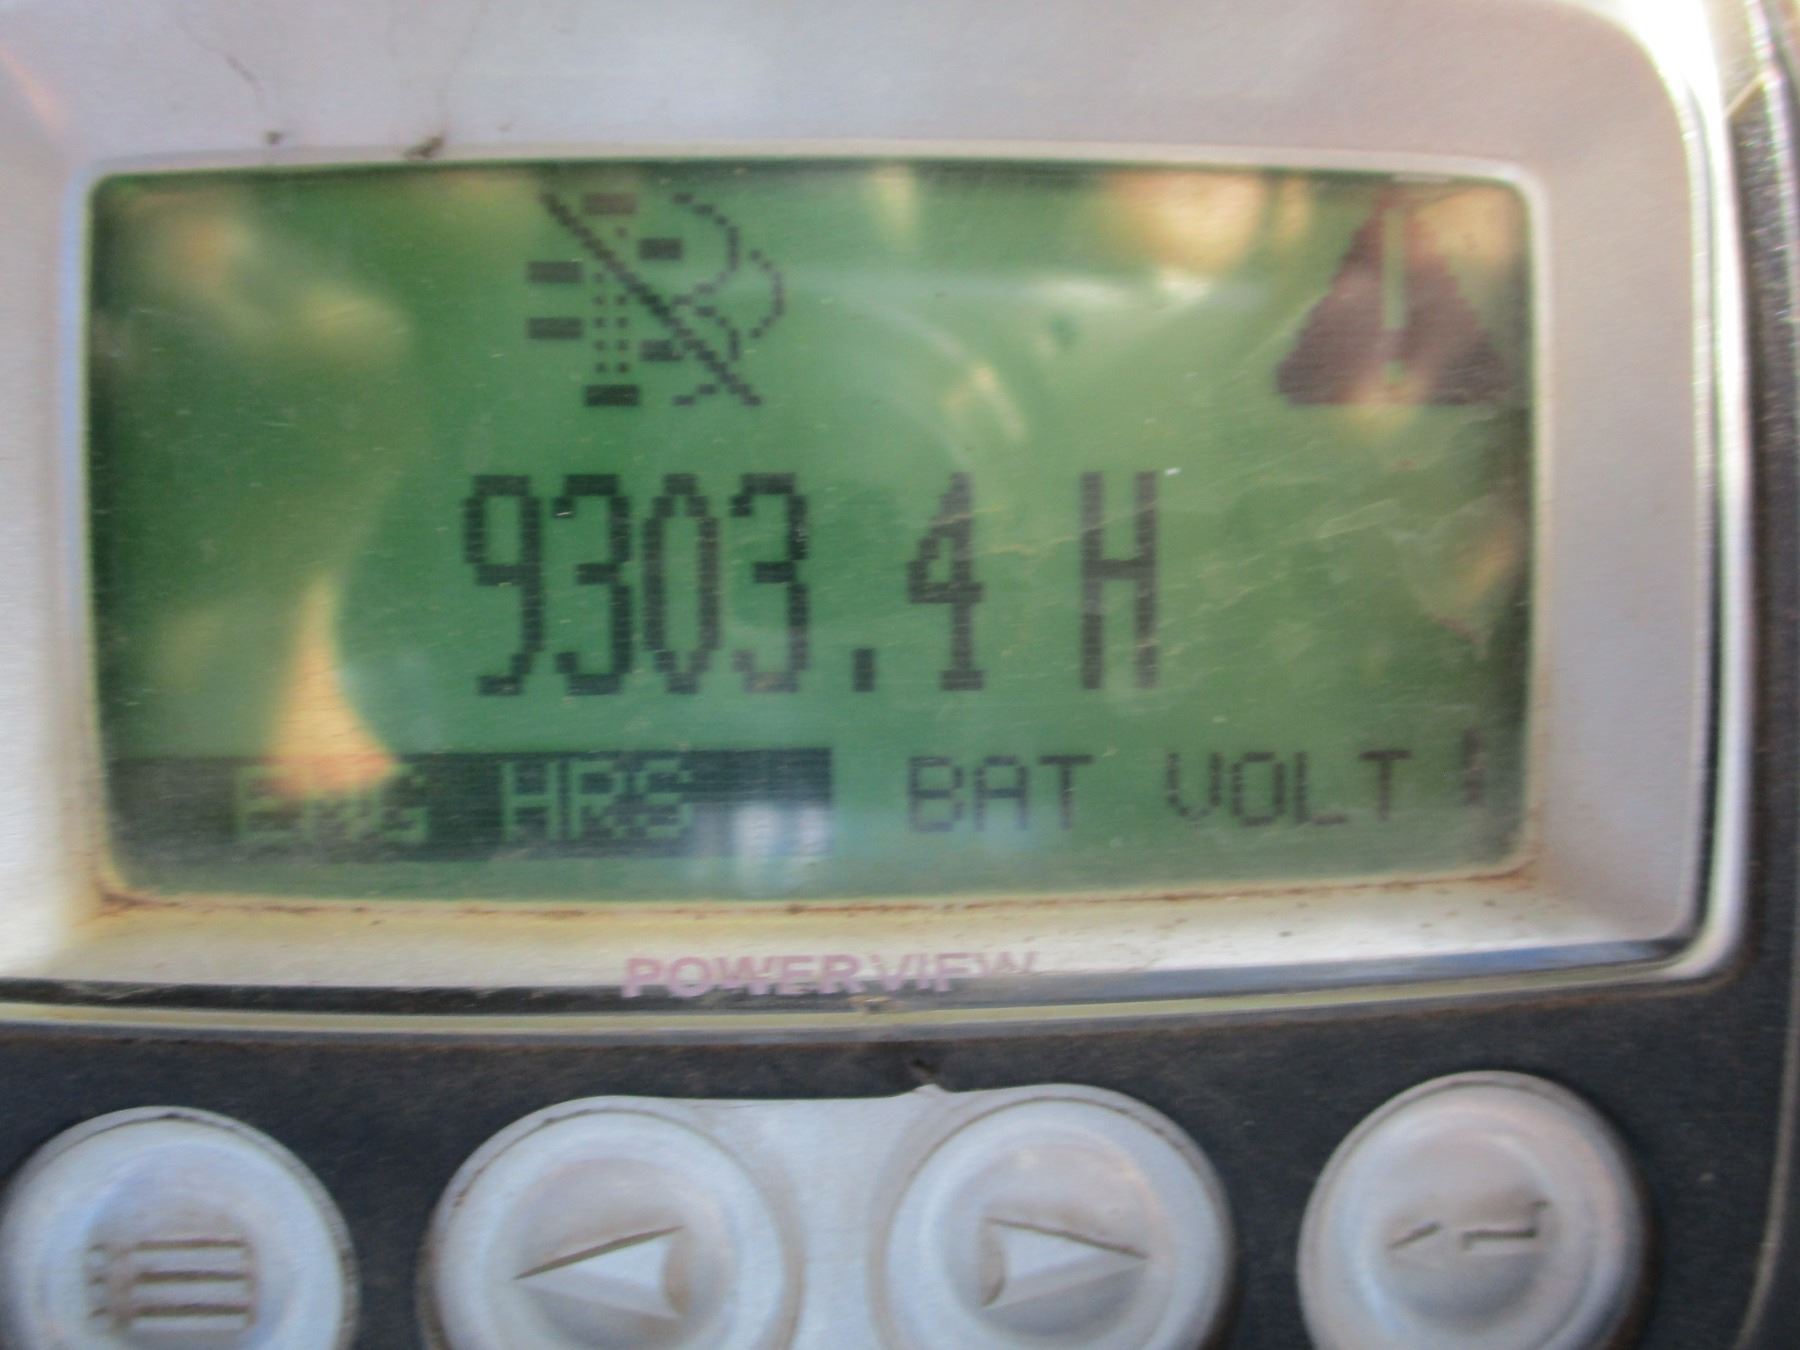 9303.4 H
ENG HRS BAT VOLT
POWERVIEW